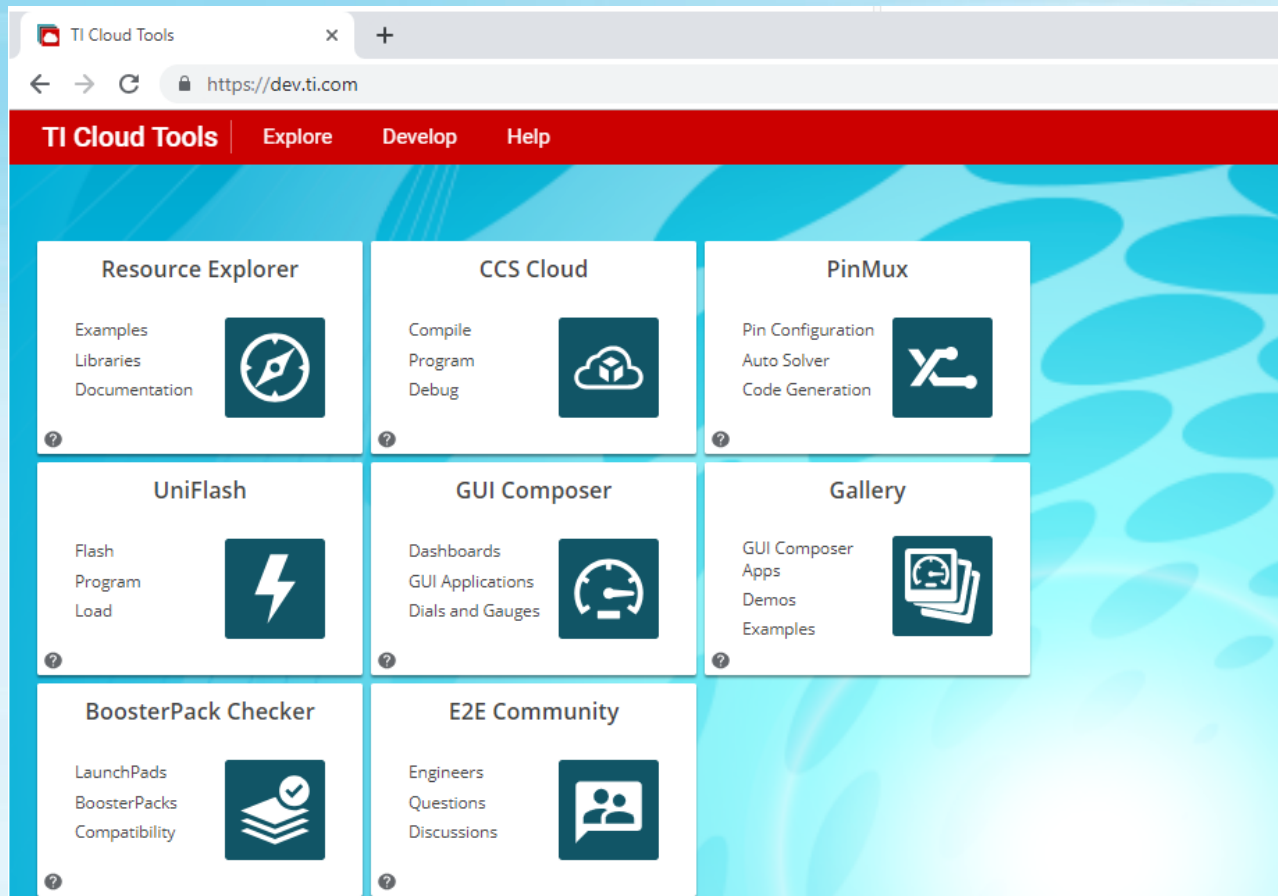 TI Cloud Tools
https://dev.ti.com
TI Cloud Tools Explore Develop Help
Resource Explorer
Examples
Libraries
Documentation
CCS Cloud
Compile
Program
Debug
PinMux
Pin Configuration
Auto Solver
Code Generation
UniFlash
Flash
Program
Load
GUI Composer
Dashboards
GUI Applications
Dials and Gauges
Gallery
GUI Composer
Apps
Demos
Examples
BoosterPack Checker
LaunchPads
BoosterPacks
Compatibility
E2E Community
Engineers
Questions
Discussions